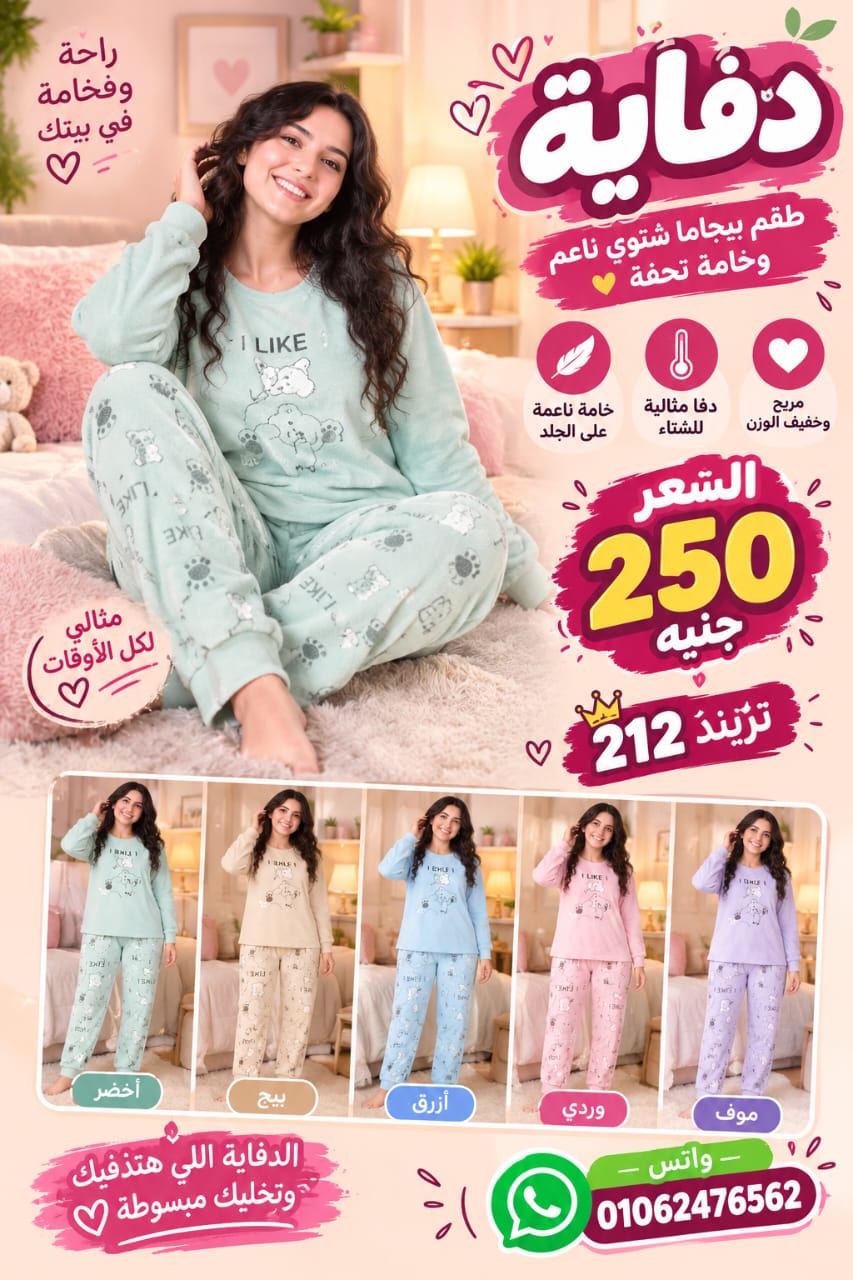 راحة
وفخامة
في بيتك
دفاية
طقم بيجاما شتوي ناعم
وخامة تحفة
خامة ناعمة
على الجلد
دفا مثالية
للشتاء
مريح
وخفيف الوزن
I LIKE
السعر
250
جنيه
مثالي
لكل الأوقات
تريند 212
I LIKE I
أخضر
بيج
أزرق
وردي
موف
الدفاية اللي هتدفيك
وتخليك مبسوطة
واتس
01062476562